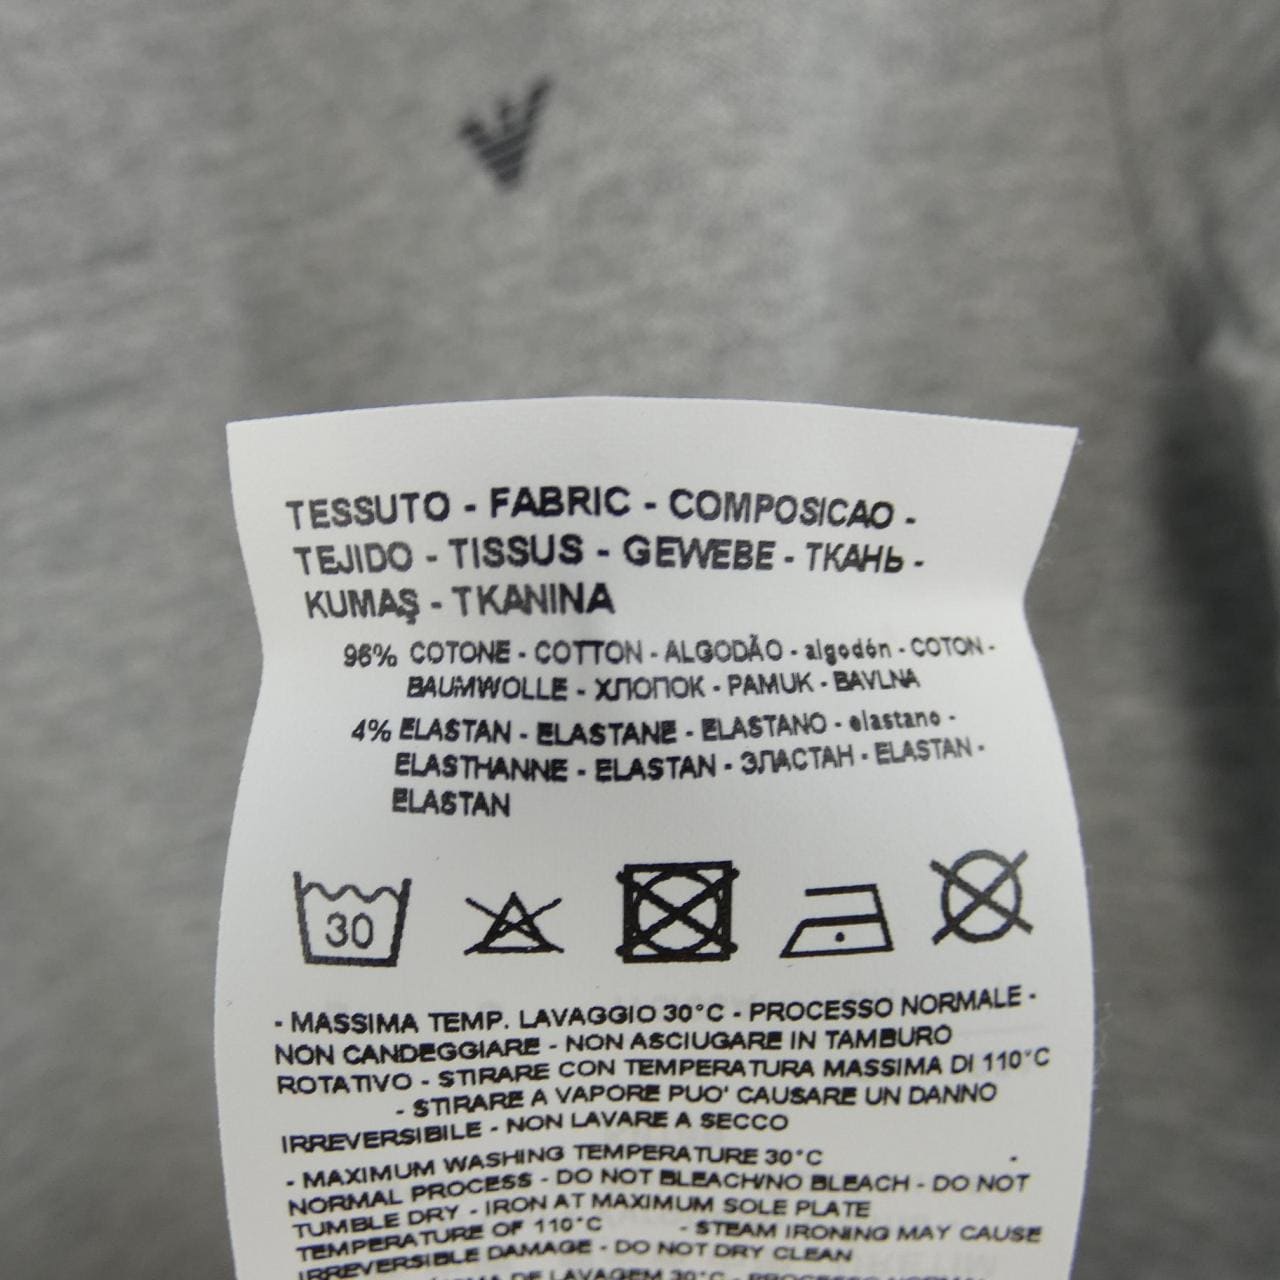 TESSUTO - FABRIC - COMPOSICAO -
TEJIDO - TISSUS - GEWEBE - ТКАНЬ -
KUMAŞ - TKANINA
96% COTONE - COTTON - ALGODÃO - algodón - COTON -
BAUMWOLLE - ХЛОПОК - PAMUK - BAVLNA
4% ELASTAN - ELASTANE - ELASTANO - elastano -
ELASTHANNE - ELASTAN - ЭЛАСТАН - ELASTAN -
ELASTAN
30
- MASSIMA TEMP. LAVAGGIO 30°C - PROCESSO NORMALE -
NON CANDEGGIARE - NON ASCIUGARE IN TAMBURO
ROTATIVO - STIRARE CON TEMPERATURA MASSIMA DI 110°C
- STIRARE A VAPORE PUO' CAUSARE UN DANNO
IRREVERSIBILE - NON LAVARE A SECCO
- MAXIMUM WASHING TEMPERATURE 30°C -
NORMAL PROCESS - DO NOT BLEACH/NO BLEACH - DO NOT
TUMBLE DRY - IRON AT MAXIMUM SOLE PLATE
TEMPERATURE OF 110°C - STEAM IRONING MAY CAUSE
IRREVERSIBLE DAMAGE - DO NOT DRY CLEAN
DE LAVAGEM 30°C - PROCESSO